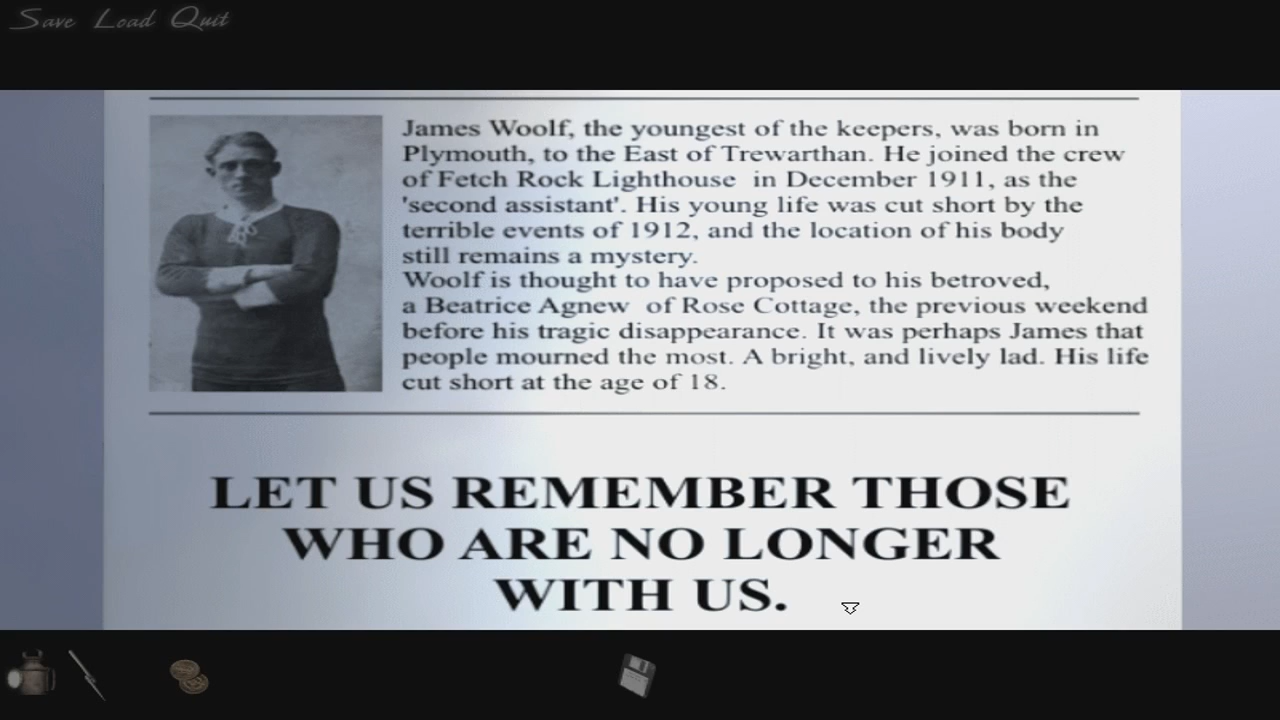 Save Load Quit
James Woolf, the youngest of the keepers, was born in
Plymouth, to the East of Trewarthan. He joined the crew
of Fetch Rock Lighthouse in December 1911, as the
'second assistant'. His young life was cut short by the
terrible events of 1912, and the location of his body
still remains a mystery.
Woolf is thought to have proposed to his betroved,
a Beatrice Agnew of Rose Cottage, the previous weekend
before his tragic disappearance. It was perhaps James that
people mourned the most. A bright, and lively lad. His life
cut short at the age of 18.
LET US REMEMBER THOSE
WHO ARE NO LONGER
WITH US.